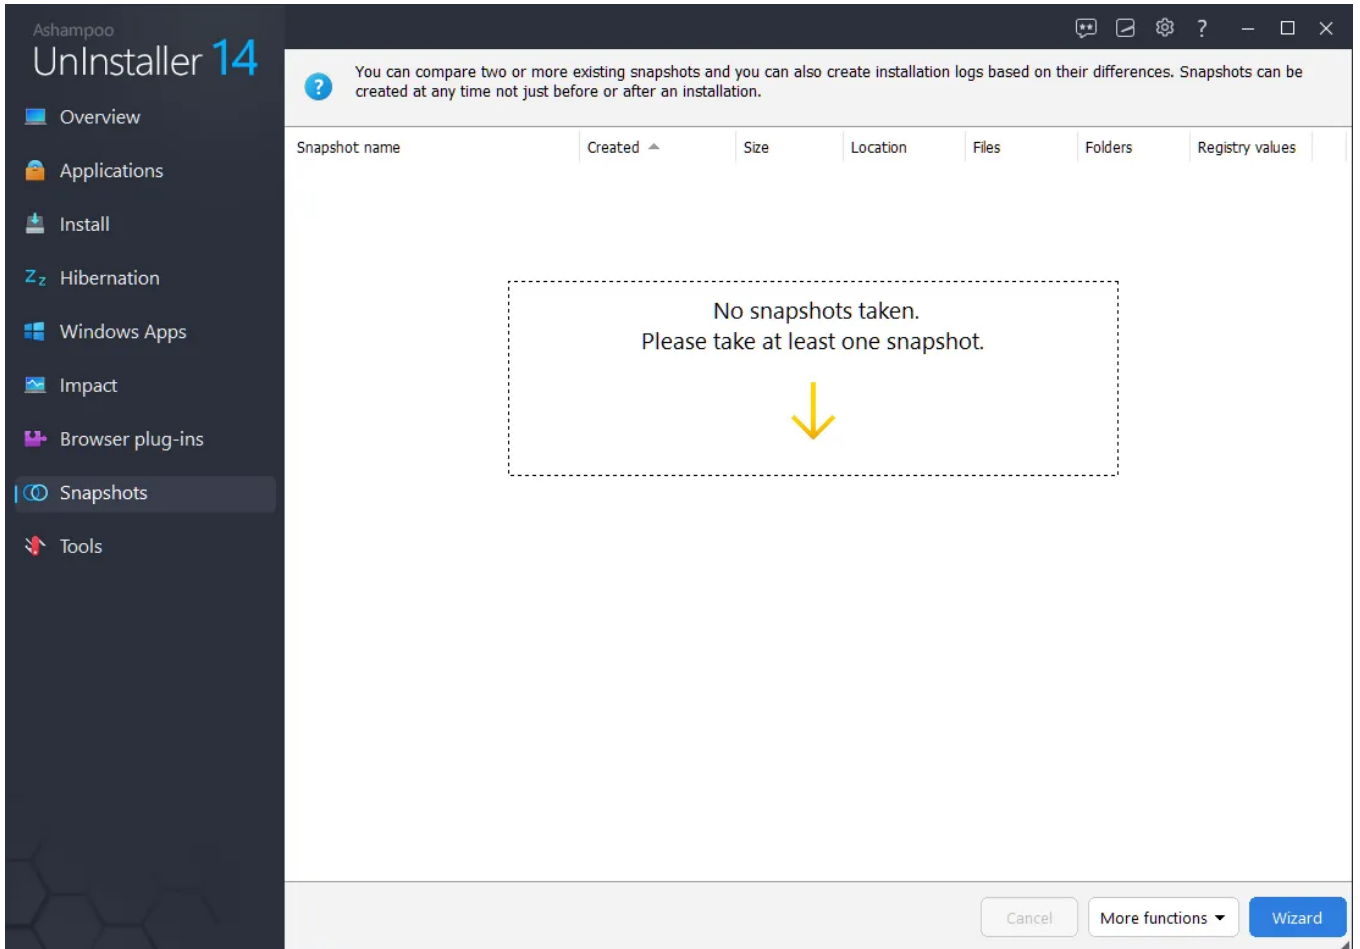 Ashampoo
UnInstaller 14
Overview
Applications
Install
Hibernation
Windows Apps
Impact
Browser plug-ins
Snapshots
Tools
?
You can compare two or more existing snapshots and you can also create installation logs based on their differences. Snapshots can be
created at any time not just before or after an installation.
Snapshot name Created Size Location Files Folders Registry values
No snapshots taken.
Please take at least one snapshot.
Cancel More functions Wizard